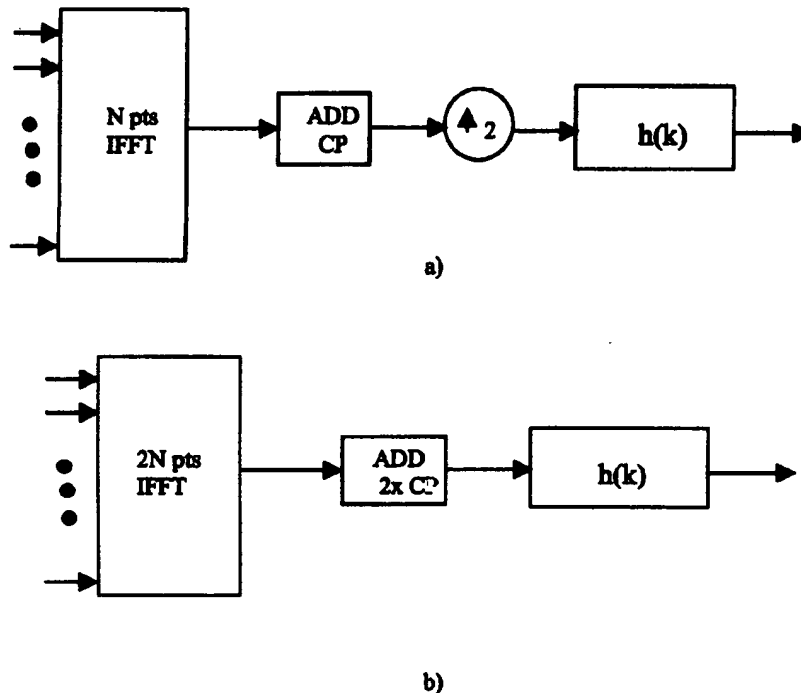 N pts
IFFT
ADD
CP
2
h(k)
a)
2N pts
IFFT
ADD
2x CP
h(k)
b)